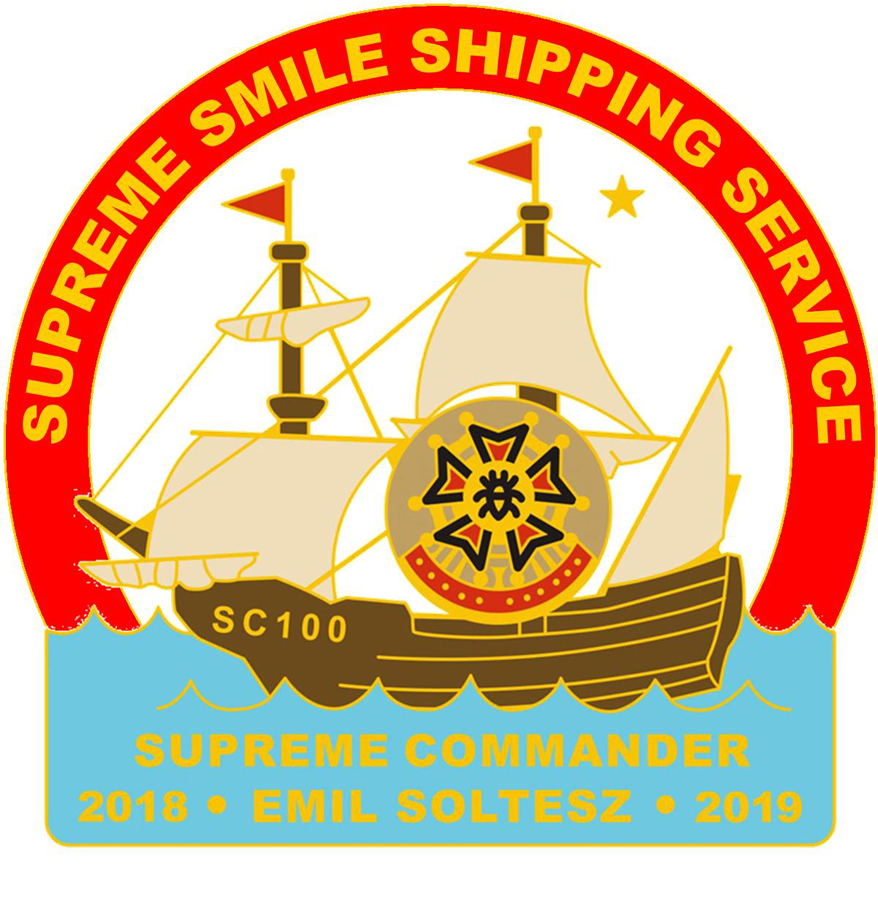 SUPREME SMILE SHIPPING SERVICE
SC100
SUPREME COMMANDER
2018 • EMIL SOLTESZ • 2019